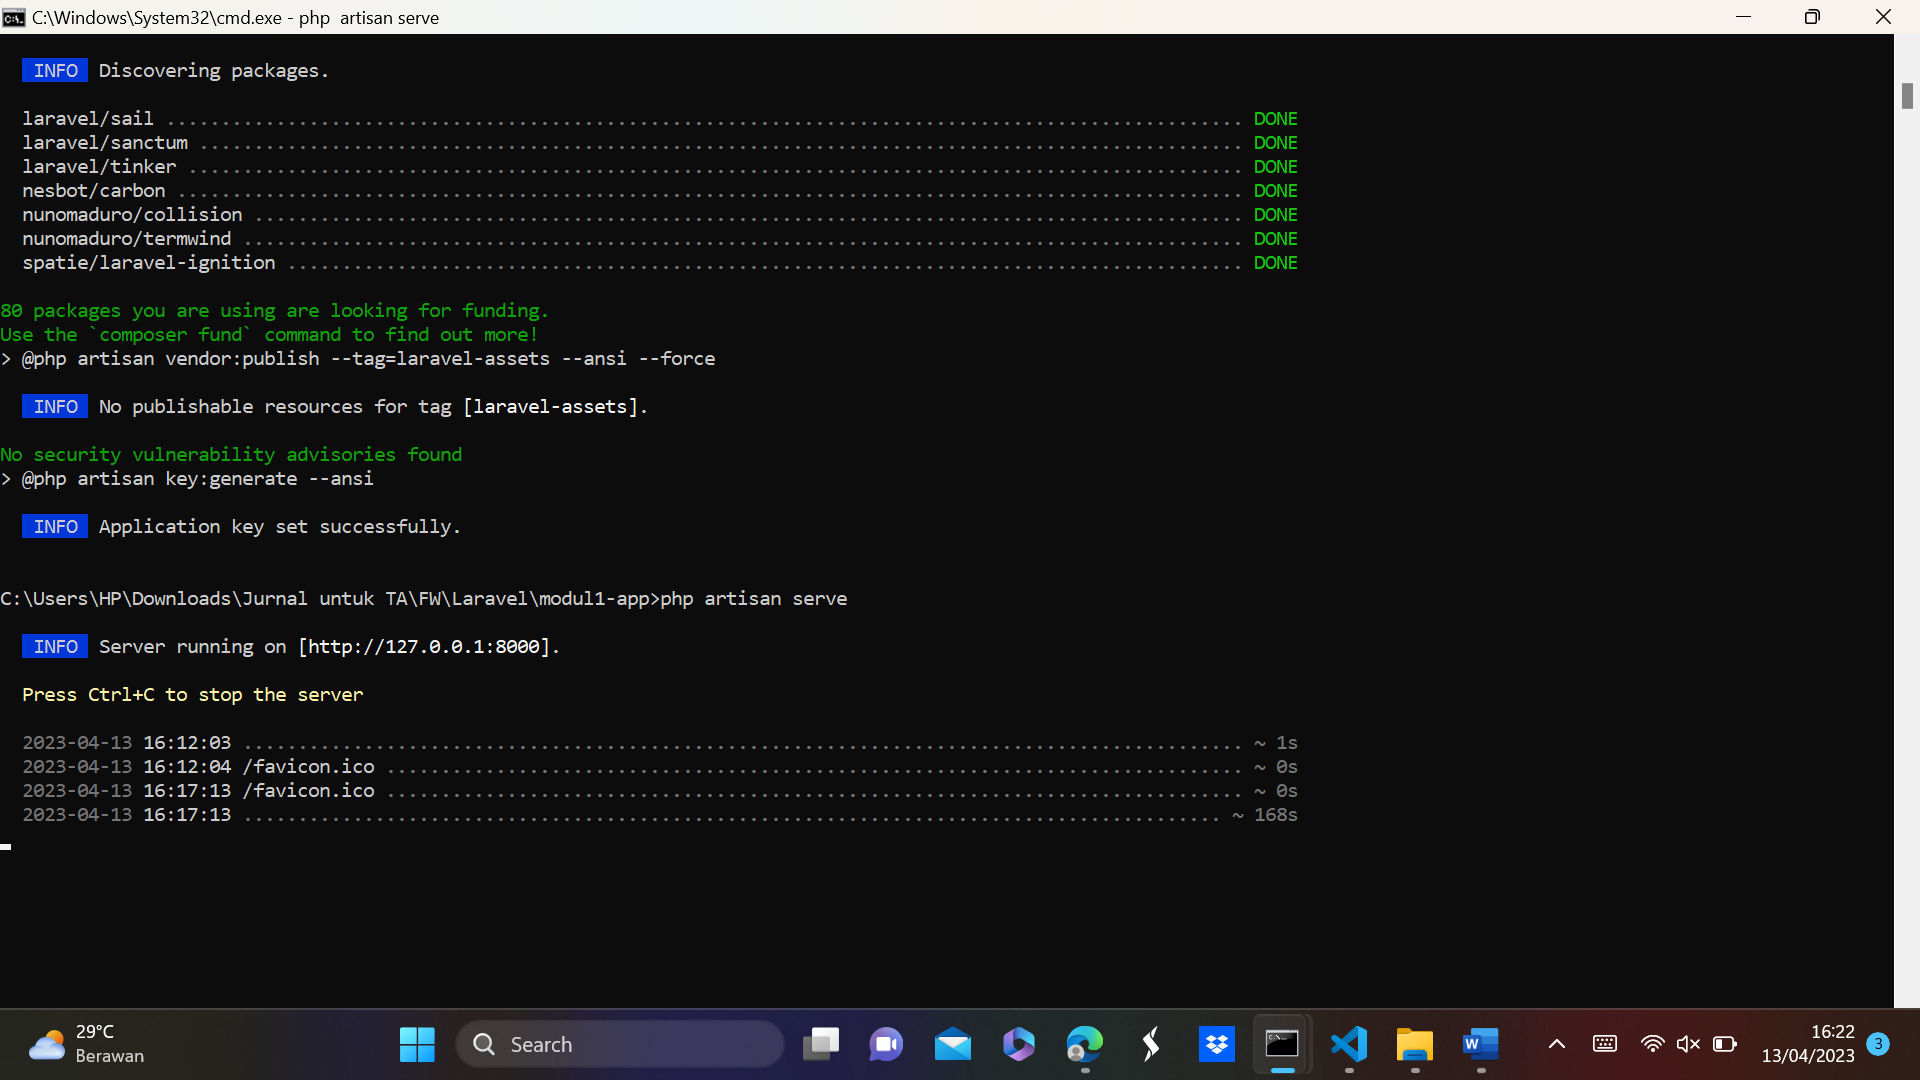 C:\Windows\System32\cmd.exe - php  artisan serve
INFO  Discovering packages.
laravel/sail .................................................................................................. DONE
laravel/sanctum ............................................................................................... DONE
laravel/tinker ................................................................................................ DONE
nesbot/carbon ................................................................................................. DONE
nunomaduro/collision .......................................................................................... DONE
nunomaduro/termwind ........................................................................................... DONE
spatie/laravel-ignition ....................................................................................... DONE
80 packages you are using are looking for funding.
Use the `composer fund` command to find out more!
> @php artisan vendor:publish --tag=laravel-assets --ansi --force
INFO  No publishable resources for tag [laravel-assets].
No security vulnerability advisories found
> @php artisan key:generate --ansi
INFO  Application key set successfully.
C:\Users\HP\Downloads\Jurnal untuk TA\FW\Laravel\modul1-app>php artisan serve
INFO  Server running on [http://127.0.0.1:8000].
Press Ctrl+C to stop the server
2023-04-13 16:12:03 ........................................................................................... ~ 1s
2023-04-13 16:12:04 /favicon.ico .............................................................................. ~ 0s
2023-04-13 16:17:13 /favicon.ico .............................................................................. ~ 0s
2023-04-13 16:17:13 ......................................................................................... ~ 168s
29°C
Berawan
Search
W
16:22
13/04/2023
3